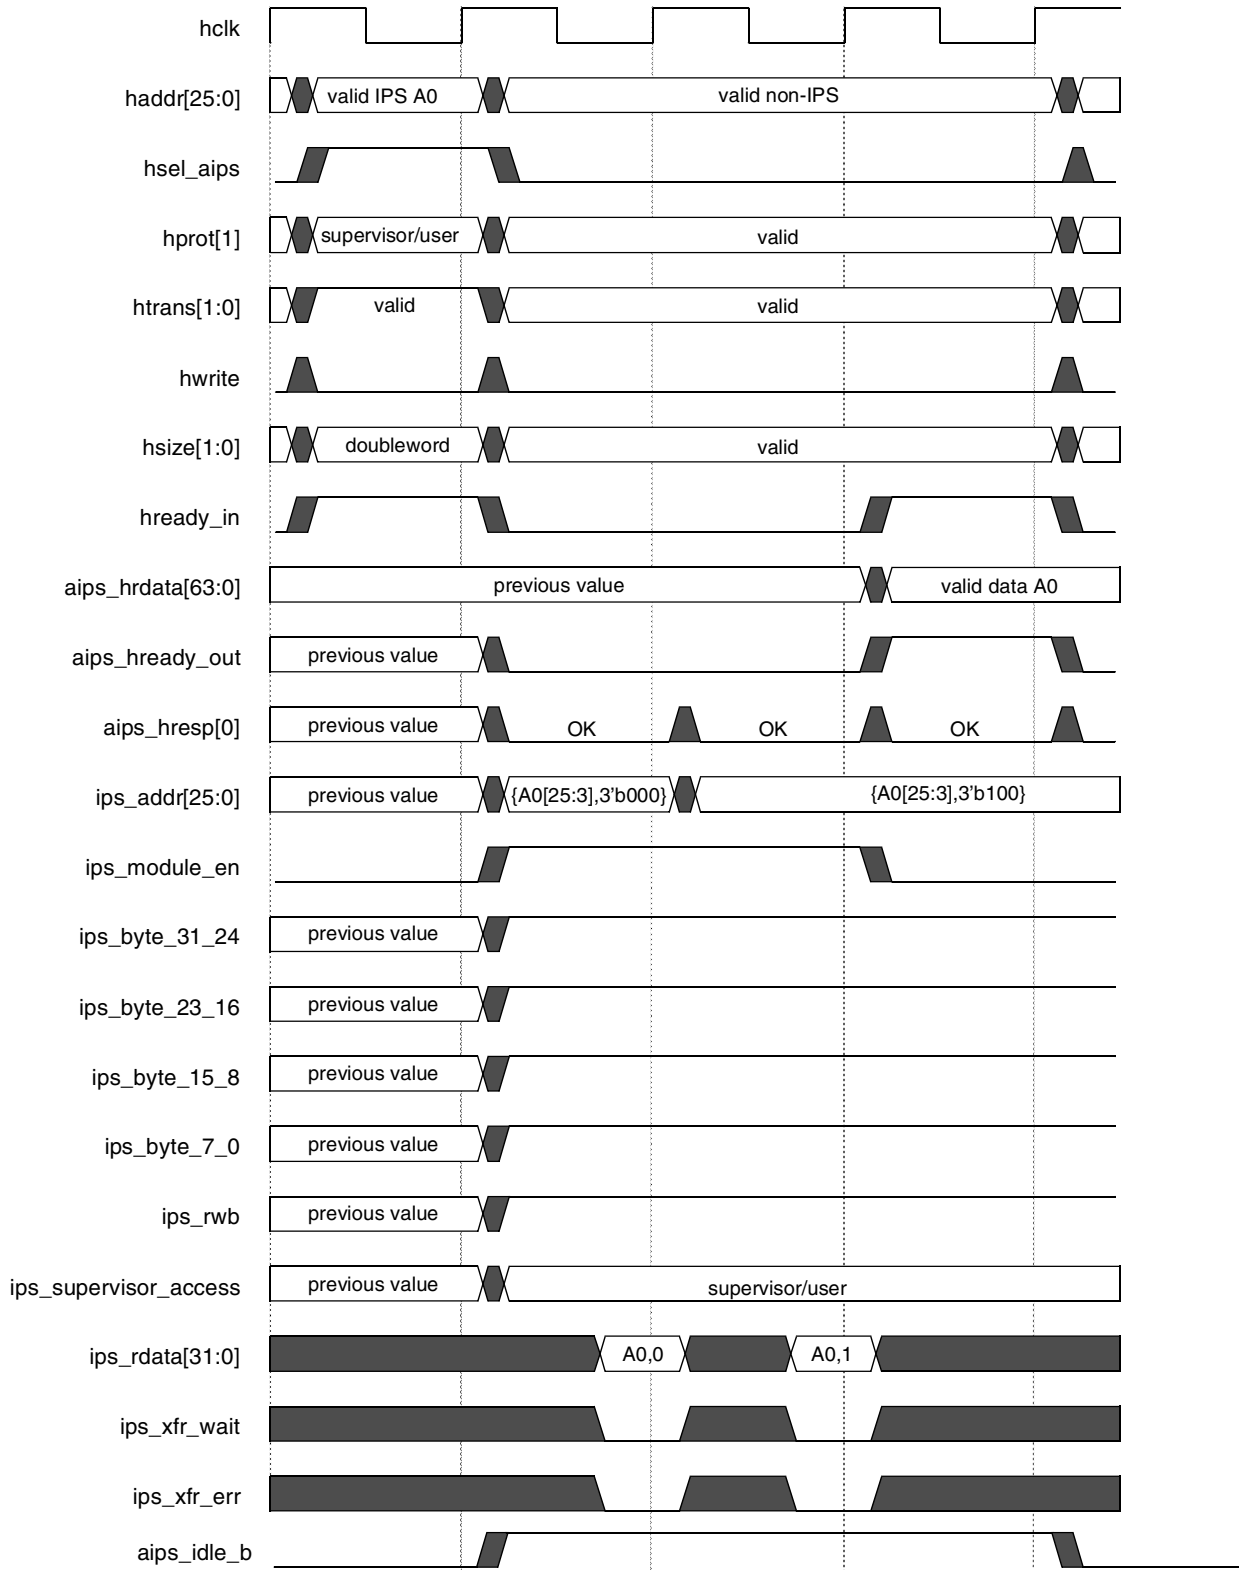 hclk
haddr[25:0] valid IPS A0 valid non-IPS
hsel_aips
hprot[1] supervisor/user valid
htrans[1:0] valid valid
hwrite
hsize[1:0] doubleword valid
hready_in
aips_hrdata[63:0] previous value valid data A0
aips_hready_out previous value
aips_hresp[0] previous value OK OK OK
ips_addr[25:0] previous value {A0[25:3],3’b000} {A0[25:3],3’b100}
ips_module_en
ips_byte_31_24 previous value
ips_byte_23_16 previous value
ips_byte_15_8 previous value
ips_byte_7_0 previous value
ips_rwb previous value
ips_supervisor_access previous value supervisor/user
ips_rdata[31:0] A0,0 A0,1
ips_xfr_wait
ips_xfr_err
aips_idle_b